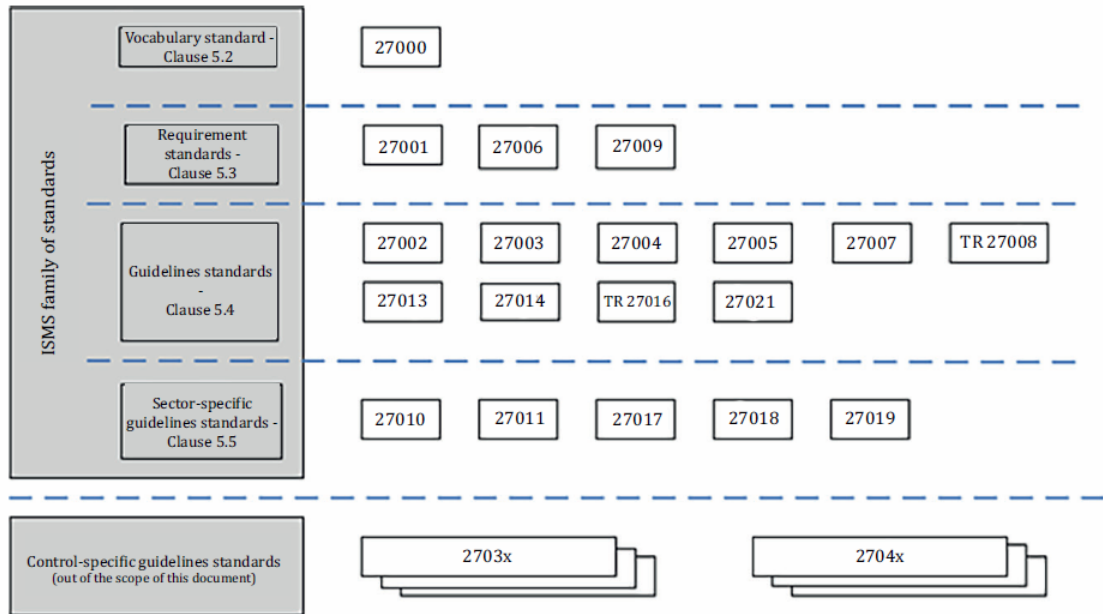 ISMS family of standards
Vocabulary standard -
Clause 5.2
27000
Requirement
standards -
Clause 5.3
27001 27006 27009
Guidelines standards
-
Clause 5.4
27002 27003 27004 27005 27007 TR 27008
27013 27014 TR 27016 27021
Sector-specific
guidelines standards -
Clause 5.5
27010 27011 27017 27018 27019
Control-specific guidelines standards
(out of the scope of this document)
2703x 2704x